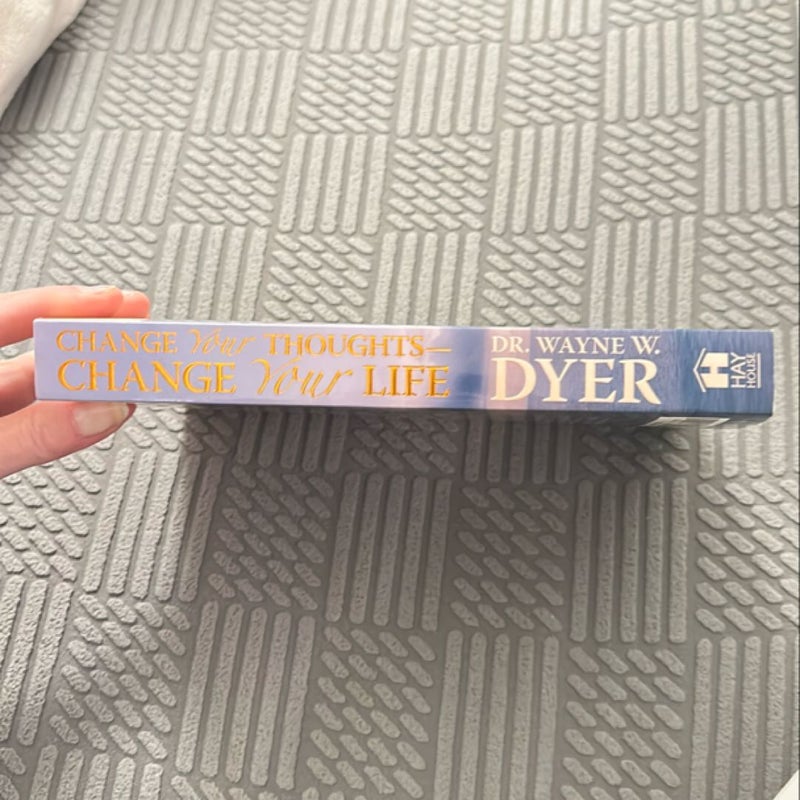 CHANGE Your THOUGHTS—
CHANGE Your LIFE
DR. WAYNE W.
DYER
HAY
HOUSE